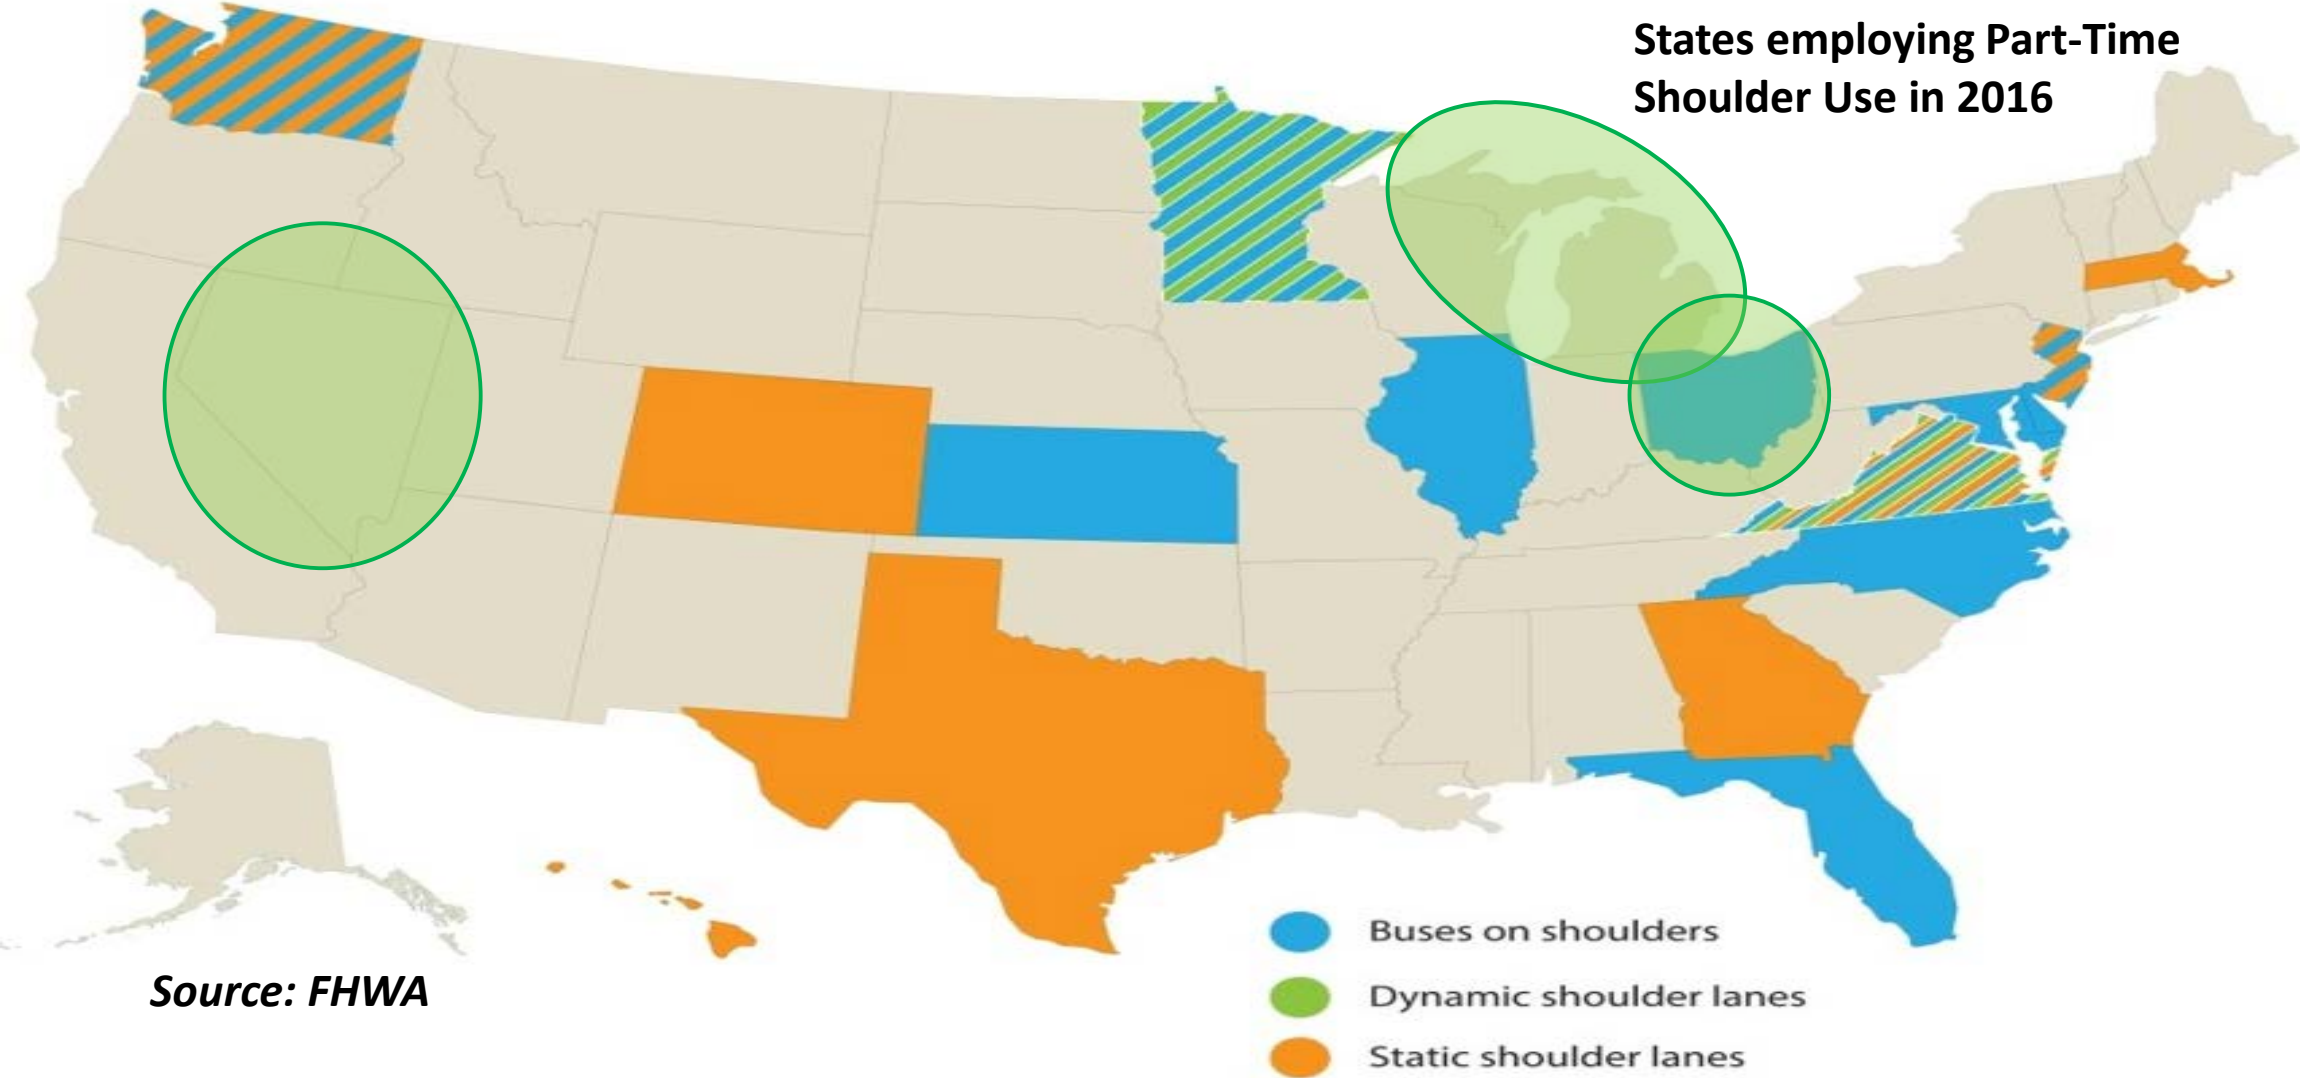 States employing Part-Time
Shoulder Use in 2016
Buses on shoulders
Dynamic shoulder lanes
Static shoulder lanes
Source: FHWA